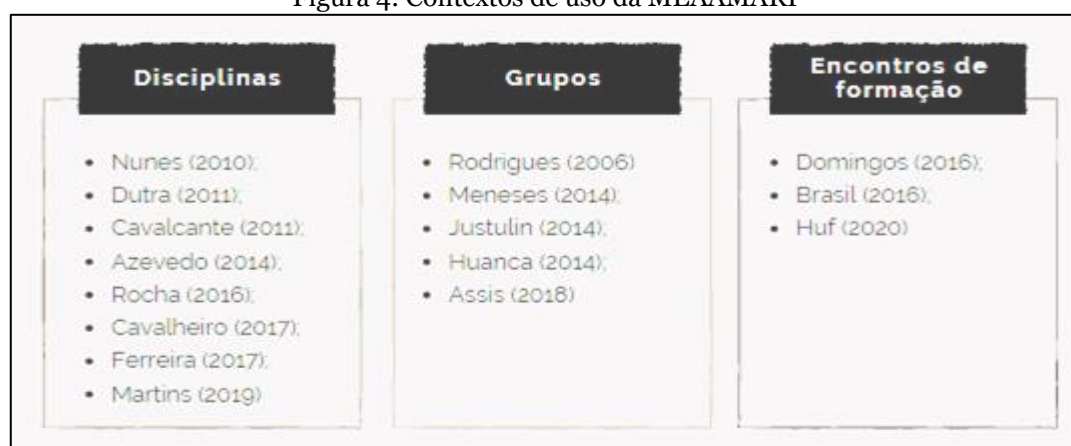 Figura 4: Contextos de uso da MEAAMARP
Disciplinas
• Nunes (2010);
• Dutra (2011);
• Cavalcante (2011);
• Azevedo (2014);
• Rocha (2016);
• Cavalheiro (2017);
• Ferreira (2017);
• Martins (2019)
Grupos
• Rodrigues (2006)
• Meneses (2014);
• Justulin (2014);
• Huanca (2014);
• Assis (2018)
Encontros de
formação
• Domingos (2016);
• Brasil (2016);
• Huf (2020)